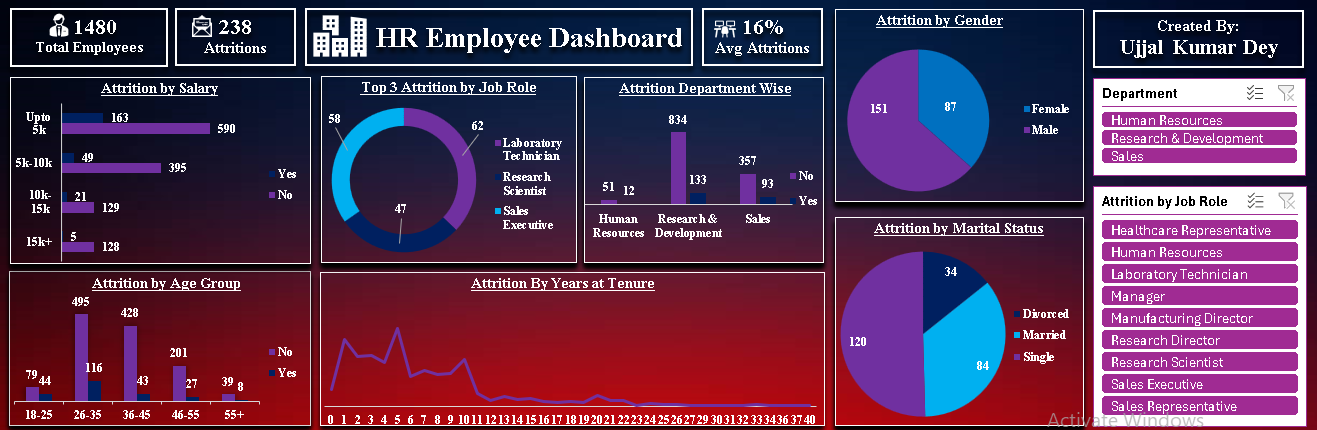 1480
Total Employees
238
Attritions
HR Employee Dashboard
16%
Avg Attritions
Created By:
Ujjal Kumar Dey
Attrition by Salary
Upto
5k
163
590
5k-10k
49
395
10k-
15k
21
129
15k+
5
128
Yes
No
Top 3 Attrition by Job Role
58
62
47
Laboratory
Technician
Research
Scientist
Sales
Executive
Attrition Department Wise
834
357
133
93
51 12
Human
Resources
Research &
Development
Sales
No
Yes
Attrition by Gender
151
87
Female
Male
Attrition by Marital Status
34
120
84
Divorced
Married
Single
Attrition by Age Group
495
428
201
116
79 44
43
27
39 8
18-25 26-35 36-45 46-55 55+
No
Yes
Attrition By Years at Tenure
0 1 2 3 4 5 6 7 8 9 10 11 12 13 14 15 16 17 18 19 20 21 22 23 24 25 26 27 28 29 30 31 32 33 34 36 37 40
Department
Human Resources
Research & Development
Sales
Attrition by Job Role
Healthcare Representative
Human Resources
Laboratory Technician
Manager
Manufacturing Director
Research Director
Research Scientist
Sales Executive
Sales Representative
Activate Windows